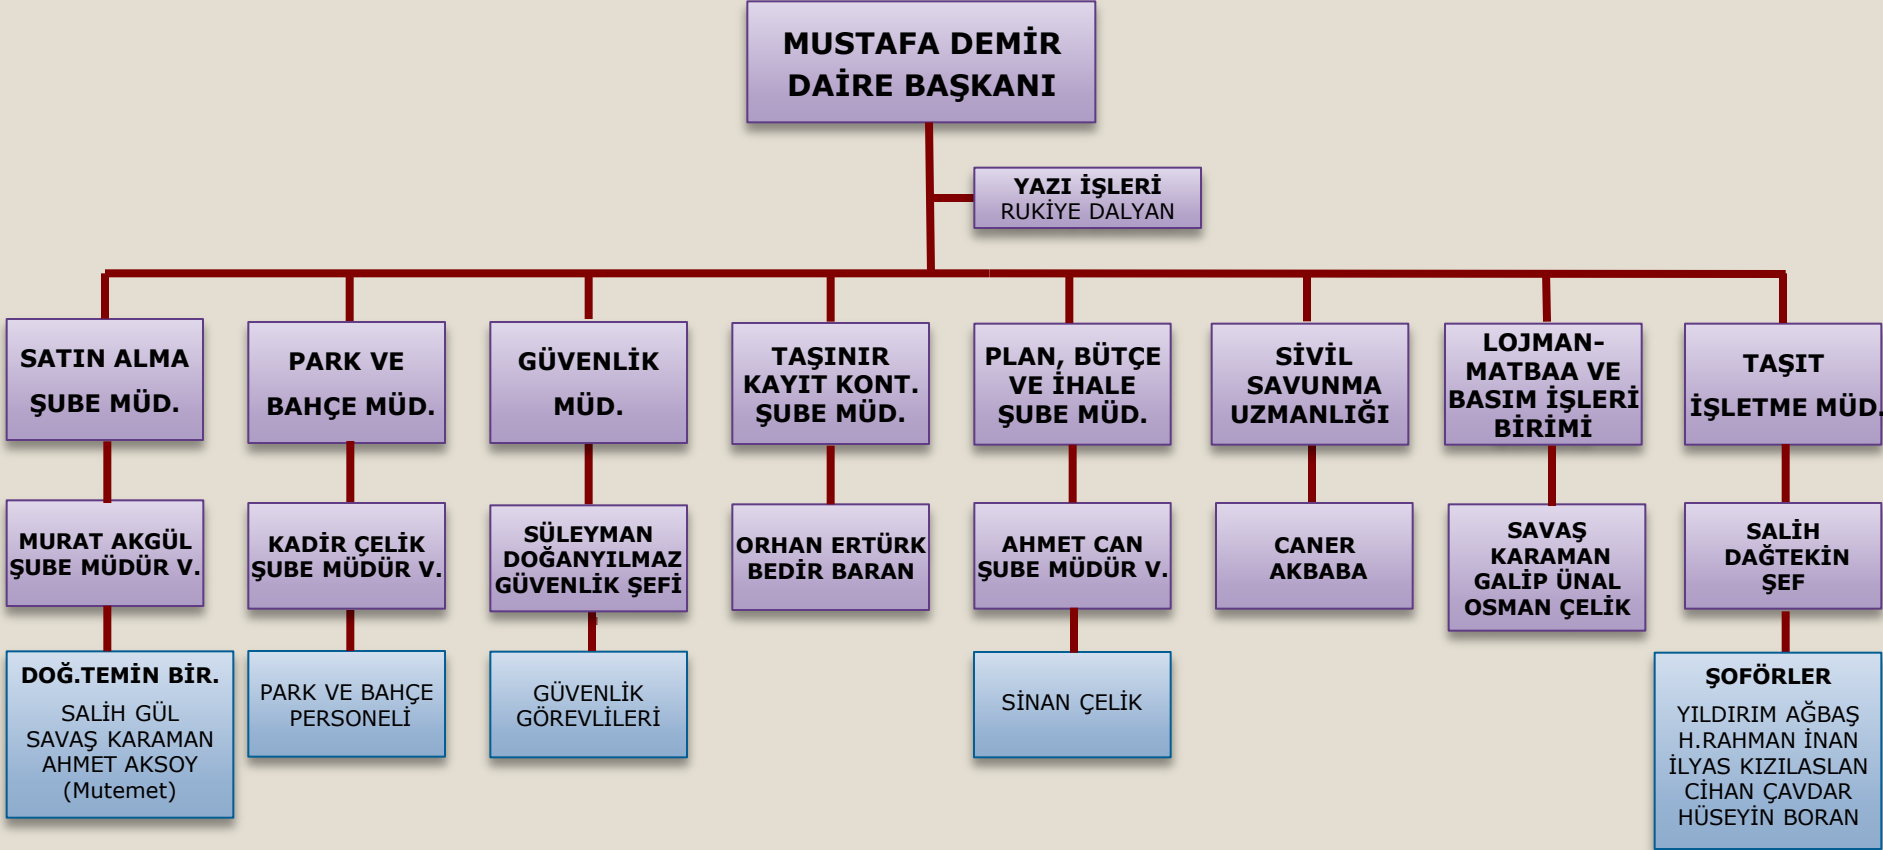 MUSTAFA DEMİR
DAİRE BAŞKANI
YAZI İŞLERİ
RUKİYE DALYAN
SATIN ALMA
ŞUBE MÜD.
PARK VE
BAHÇE MÜD.
GÜVENLİK
MÜD.
TAŞINIR
KAYIT KONT.
ŞUBE MÜD.
PLAN, BÜTÇE
VE İHALE
ŞUBE MÜD.
SİVİL
SAVUNMA
UZMANLIĞI
LOJMAN-
MATBAA VE
BASIM İŞLERİ
BİRİMİ
TAŞIT
İŞLETME MÜD.
MURAT AKGÜL
ŞUBE MÜDÜR V.
KADİR ÇELİK
ŞUBE MÜDÜR V.
SÜLEYMAN
DOĞANYILMAZ
GÜVENLİK ŞEFİ
ORHAN ERTÜRK
BEDİR BARAN
AHMET CAN
ŞUBE MÜDÜR V.
CANER
AKBABA
SAVAŞ
KARAMAN
GALİP ÜNAL
OSMAN ÇELİK
SALİH
DAĞTEKİN
ŞEF
DOĞ.TEMİN BİR.
SALİH GÜL
SAVAŞ KARAMAN
AHMET AKSOY
(Mutemet)
PARK VE BAHÇE
PERSONELİ
GÜVENLİK
GÖREVLİLERİ
SİNAN ÇELİK
ŞOFÖRLER
YILDIRIM AĞBAŞ
H.RAHMAN İNAN
İLYAS KIZILASLAN
CİHAN ÇAVDAR
HÜSEYİN BORAN